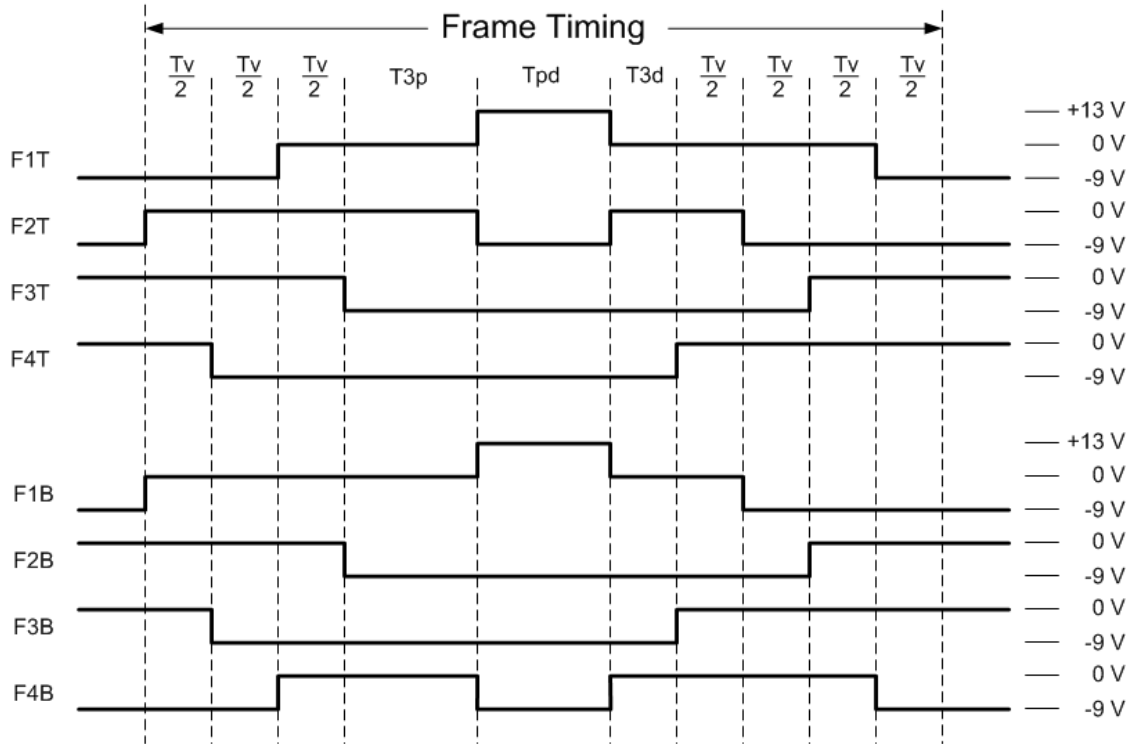 Frame Timing
Tv/2 Tv/2 Tv/2 T3p Tpd T3d Tv/2 Tv/2 Tv/2 Tv/2
+13 V
F1T 0 V
-9 V
F2T 0 V
-9 V
F3T 0 V
-9 V
F4T 0 V
-9 V
+13 V
F1B 0 V
-9 V
F2B 0 V
-9 V
F3B 0 V
-9 V
F4B 0 V
-9 V